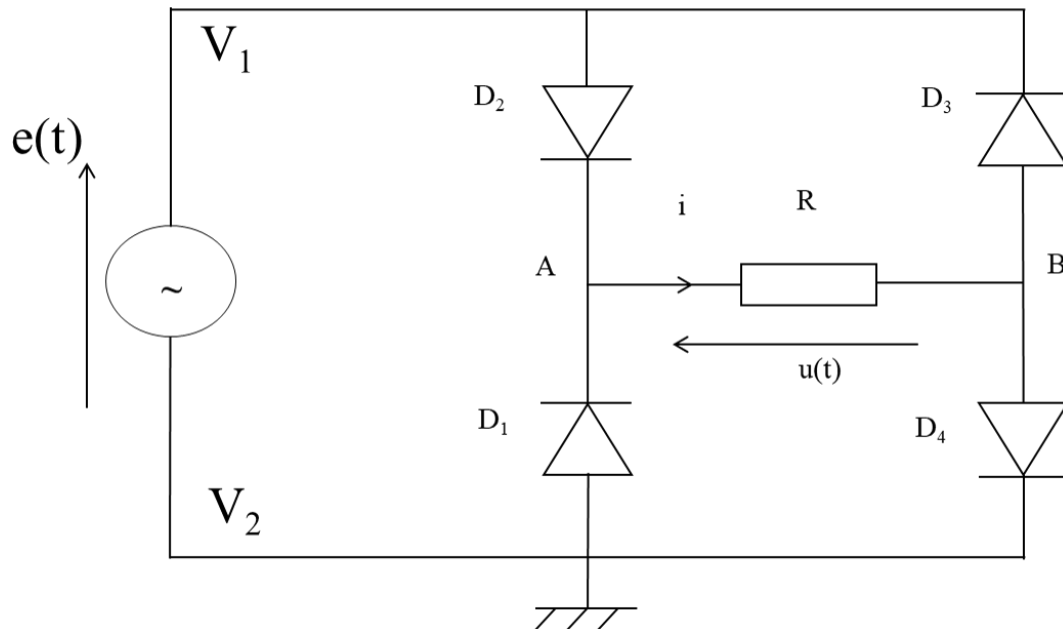 V₁
D₂
D₃
e(t)
i
R
~
A
B
u(t)
D₁
D₄
V₂